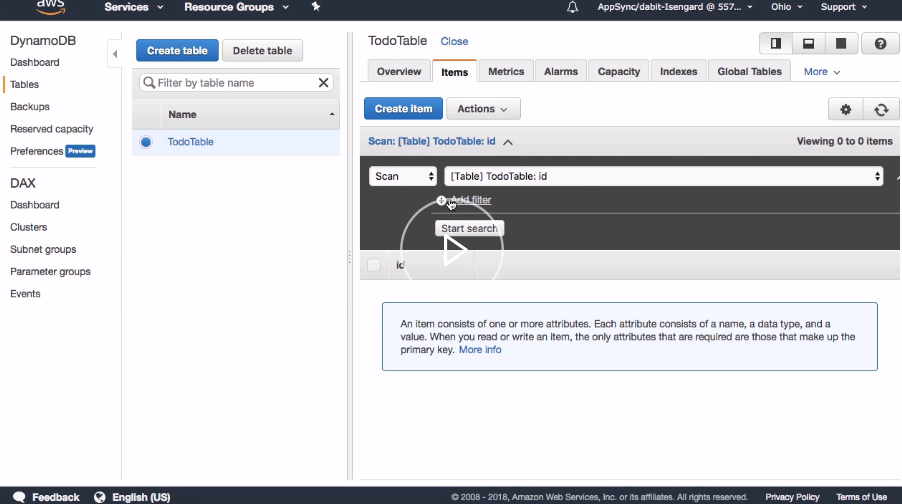 aws Services Resource Groups AppSync/dabit-Isengard @ 557... Ohio Support
DynamoDB
Dashboard
Tables
Backups
Reserved capacity
Preferences Preview
DAX
Dashboard
Clusters
Subnet groups
Parameter groups
Events
Create table Delete table
Filter by table name
Name
TodoTable
TodoTable Close
Overview Items Metrics Alarms Capacity Indexes Global Tables More
Create item Actions
Scan: [Table] TodoTable: id Viewing 0 to 0 items
Scan [Table] TodoTable: id
Add filter
Start search
id
An item consists of one or more attributes. Each attribute consists of a name, a data type, and a
value. When you read or write an item, the only attributes that are required are those that make up the
primary key. More info
Feedback English (US) © 2008 - 2018, Amazon Web Services, Inc. or its affiliates. All rights reserved. Privacy Policy Terms of Use